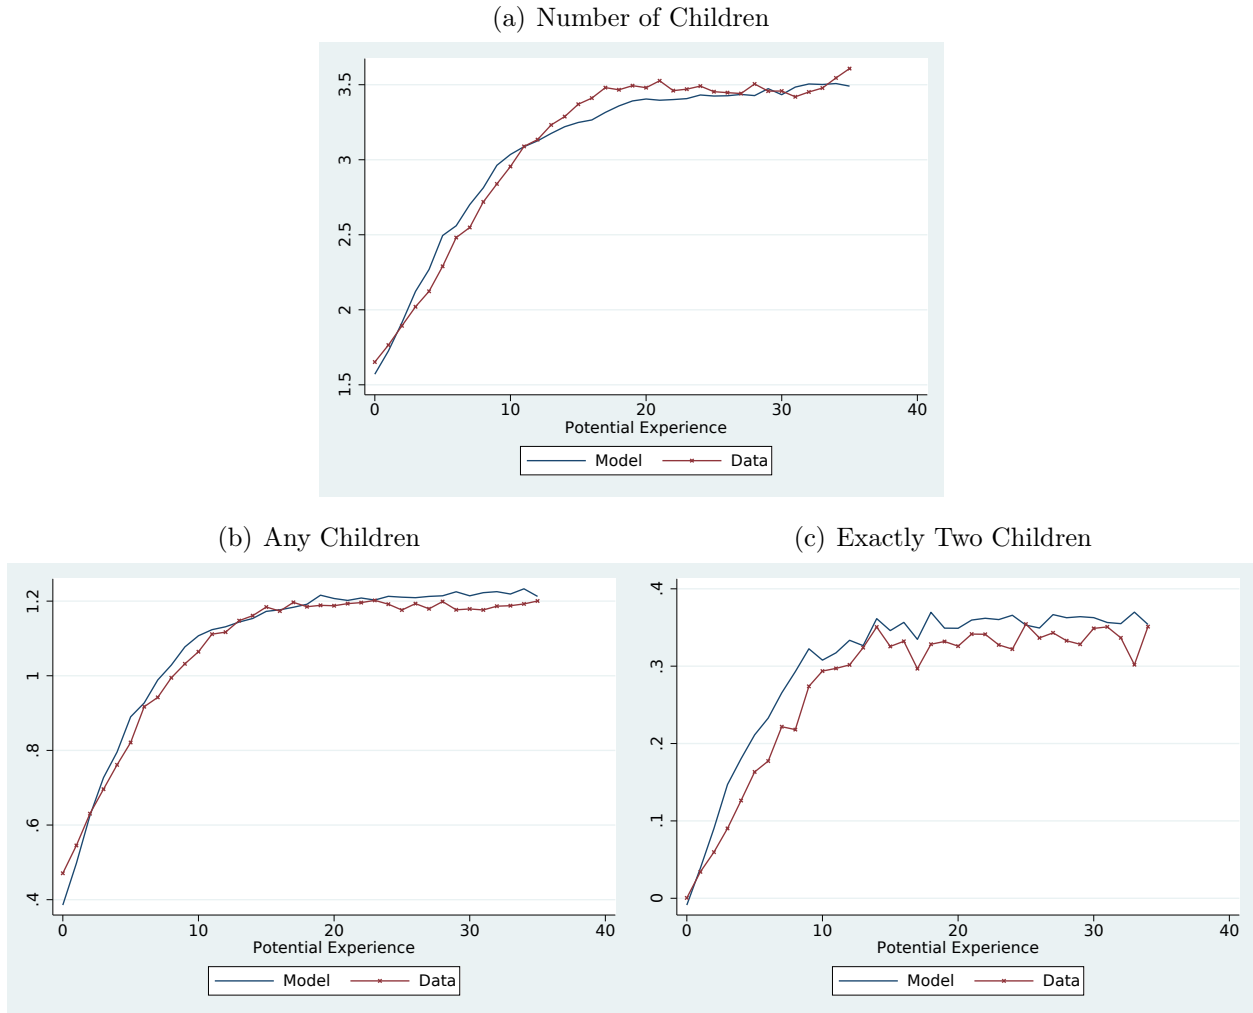 (a) Number of Children
3.5
3
2.5
2
1.5
0 10 20 30 40
Potential Experience
Model Data
(b) Any Children
1.2
1
.8
.6
.4
0 10 20 30 40
Potential Experience
Model Data
(c) Exactly Two Children
.4
.3
.2
.1
0
0 10 20 30 40
Potential Experience
Model Data